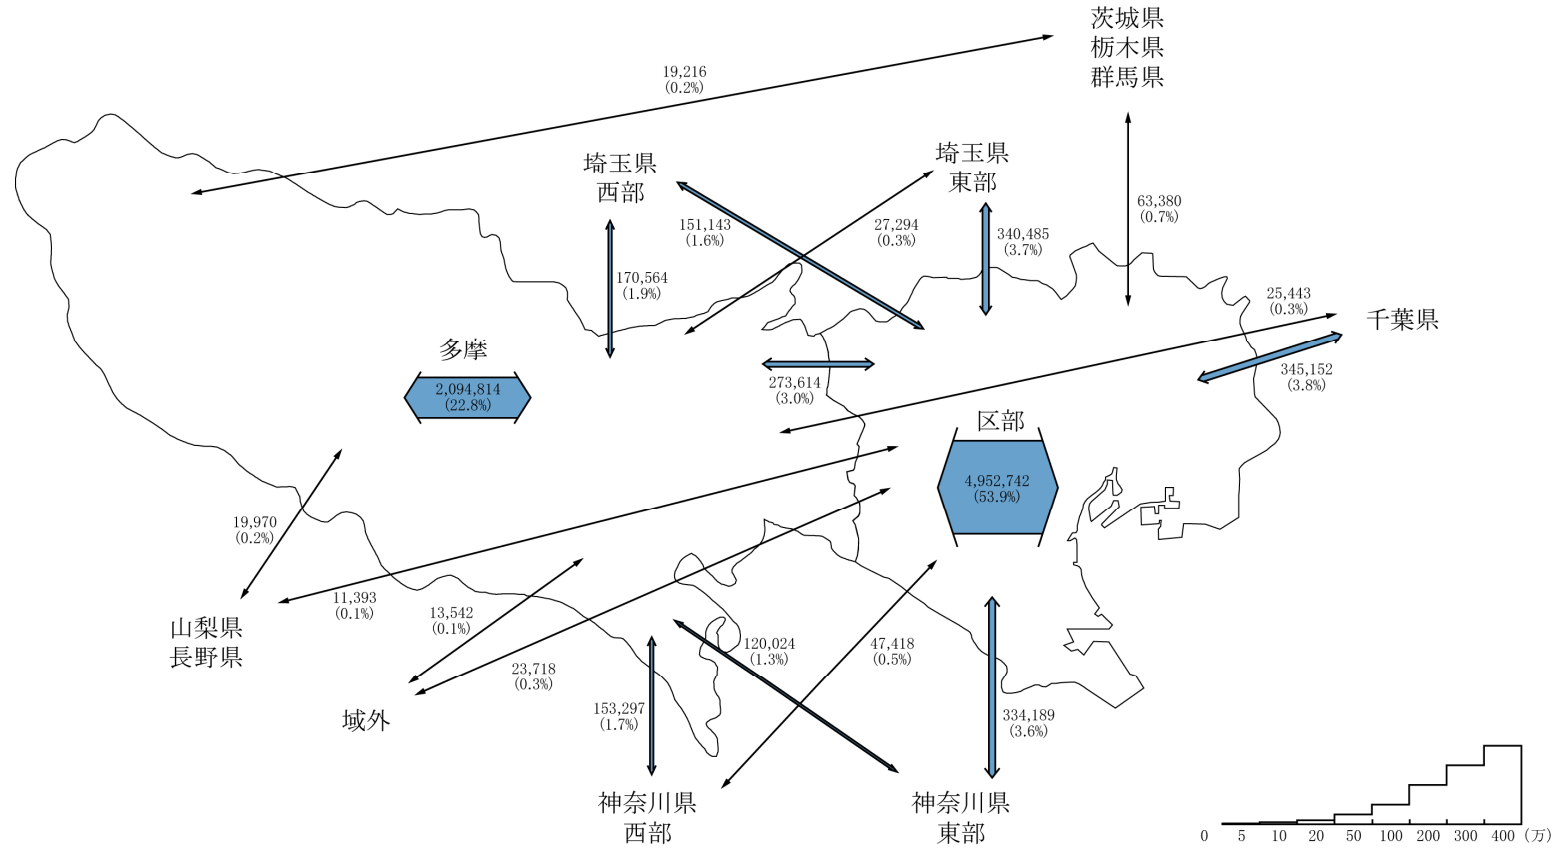 茨城県
栃木県
群馬県
19,216
(0.2%)
埼玉県
西部
埼玉県
東部
151,143
(1.6%)
27,294
(0.3%)
340,485
(3.7%)
63,380
(0.7%)
170,564
(1.9%)
25,443
(0.3%)
千葉県
345,152
(3.8%)
多摩
2,094,814
(22.8%)
273,614
(3.0%)
区部
4,952,742
(53.9%)
19,970
(0.2%)
山梨県
長野県
11,393
(0.1%)
13,542
(0.1%)
23,718
(0.3%)
域外
120,024
(1.3%)
47,418
(0.5%)
153,297
(1.7%)
334,189
(3.6%)
神奈川県
西部
神奈川県
東部
0 5 10 20 50 100 200 300 400 (万)